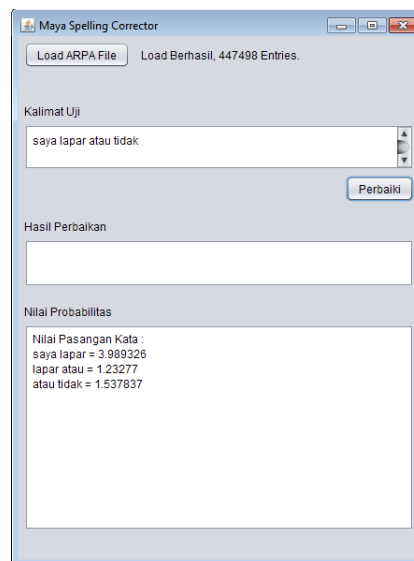 Maya Spelling Corrector
Load ARPA File Load Berhasil, 447498 Entries.
Kalimat Uji
saya lapar atau tidak
Perbaiki
Hasil Perbaikan
Nilai Probabilitas
Nilai Pasangan Kata :
saya lapar = 3.989326
lapar atau = 1.23277
atau tidak = 1.537837